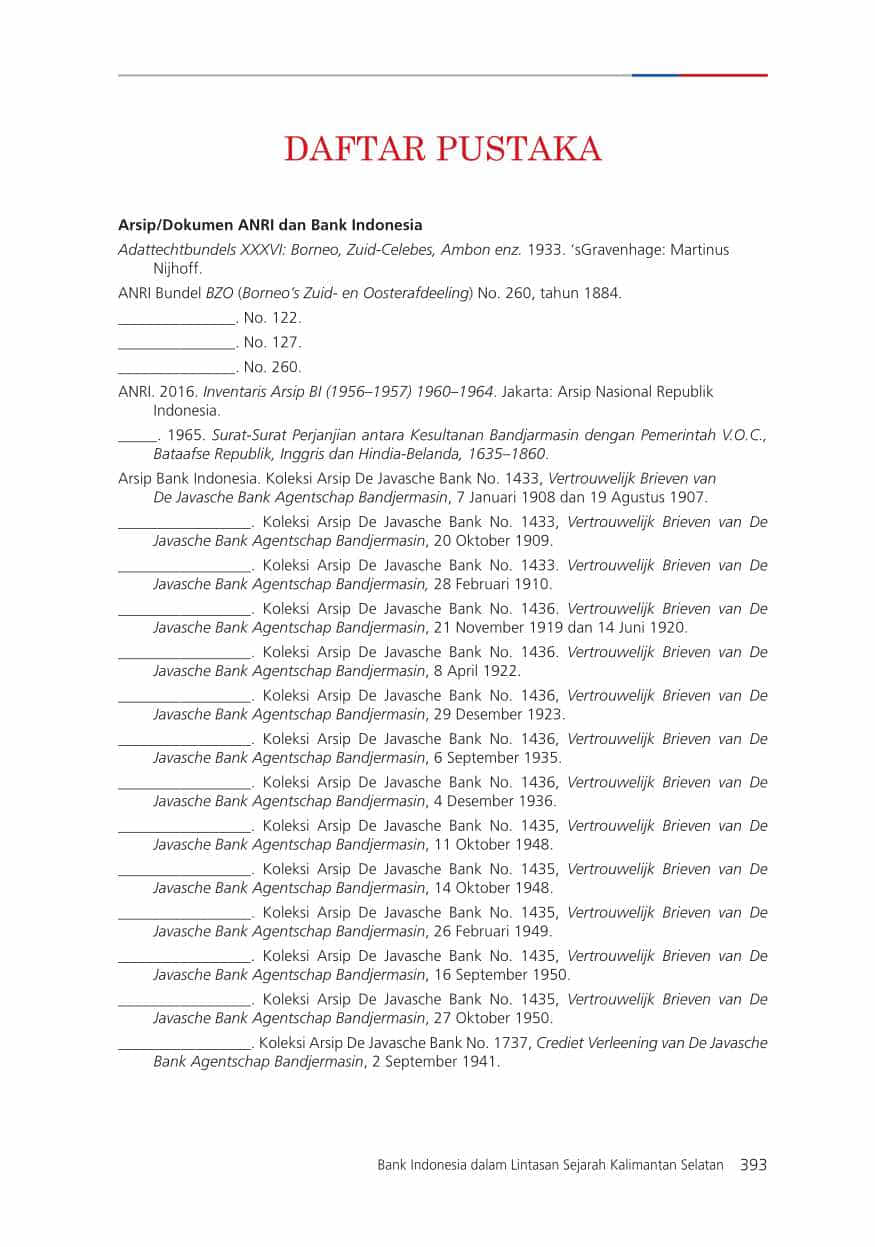 DAFTAR PUSTAKA
Arsip/Dokumen ANRI dan Bank Indonesia
Adattechtbundels XXXVI: Borneo, Zuid-Celebes, Ambon enz. 1933. ‘sGravenhage: Martinus
Nijhoff.
ANRI Bundel BZO (Borneo’s Zuid- en Oosterafdeeling) No. 260, tahun 1884.
_______________. No. 122.
_______________. No. 127.
_______________. No. 260.
ANRI. 2016. Inventaris Arsip BI (1956–1957) 1960–1964. Jakarta: Arsip Nasional Republik
Indonesia.
_____. 1965. Surat-Surat Perjanjian antara Kesultanan Bandjarmasin dengan Pemerintah V.O.C.,
Bataafse Republik, Inggris dan Hindia-Belanda, 1635–1860.
Arsip Bank Indonesia. Koleksi Arsip De Javasche Bank No. 1433, Vertrouwelijk Brieven van
De Javasche Bank Agentschap Bandjermasin, 7 Januari 1908 dan 19 Agustus 1907.
_________________. Koleksi Arsip De Javasche Bank No. 1433, Vertrouwelijk Brieven van De
Javasche Bank Agentschap Bandjermasin, 20 Oktober 1909.
_________________. Koleksi Arsip De Javasche Bank No. 1433. Vertrouwelijk Brieven van De
Javasche Bank Agentschap Bandjermasin, 28 Februari 1910.
_________________. Koleksi Arsip De Javasche Bank No. 1436. Vertrouwelijk Brieven van De
Javasche Bank Agentschap Bandjermasin, 21 November 1919 dan 14 Juni 1920.
_________________. Koleksi Arsip De Javasche Bank No. 1436. Vertrouwelijk Brieven van De
Javasche Bank Agentschap Bandjermasin, 8 April 1922.
_________________. Koleksi Arsip De Javasche Bank No. 1436, Vertrouwelijk Brieven van De
Javasche Bank Agentschap Bandjermasin, 29 Desember 1923.
_________________. Koleksi Arsip De Javasche Bank No. 1436, Vertrouwelijk Brieven van De
Javasche Bank Agentschap Bandjermasin, 6 September 1935.
_________________. Koleksi Arsip De Javasche Bank No. 1436, Vertrouwelijk Brieven van De
Javasche Bank Agentschap Bandjermasin, 4 Desember 1936.
_________________. Koleksi Arsip De Javasche Bank No. 1435, Vertrouwelijk Brieven van De
Javasche Bank Agentschap Bandjermasin, 11 Oktober 1948.
_________________. Koleksi Arsip De Javasche Bank No. 1435, Vertrouwelijk Brieven van De
Javasche Bank Agentschap Bandjermasin, 14 Oktober 1948.
_________________. Koleksi Arsip De Javasche Bank No. 1435, Vertrouwelijk Brieven van De
Javasche Bank Agentschap Bandjermasin, 26 Februari 1949.
_________________. Koleksi Arsip De Javasche Bank No. 1435, Vertrouwelijk Brieven van De
Javasche Bank Agentschap Bandjermasin, 16 September 1950.
_________________. Koleksi Arsip De Javasche Bank No. 1435, Vertrouwelijk Brieven van De
Javasche Bank Agentschap Bandjermasin, 27 Oktober 1950.
_________________. Koleksi Arsip De Javasche Bank No. 1737, Crediet Verleening van De Javasche
Bank Agentschap Bandjermasin, 2 September 1941.
Bank Indonesia dalam Lintasan Sejarah Kalimantan Selatan 393